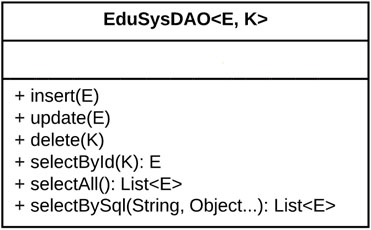 EduSysDAO<E, K>
+ insert(E)
+ update(E)
+ delete(K)
+ selectById(K): E
+ selectAll(): List<E>
+ selectBySql(String, Object...): List<E>